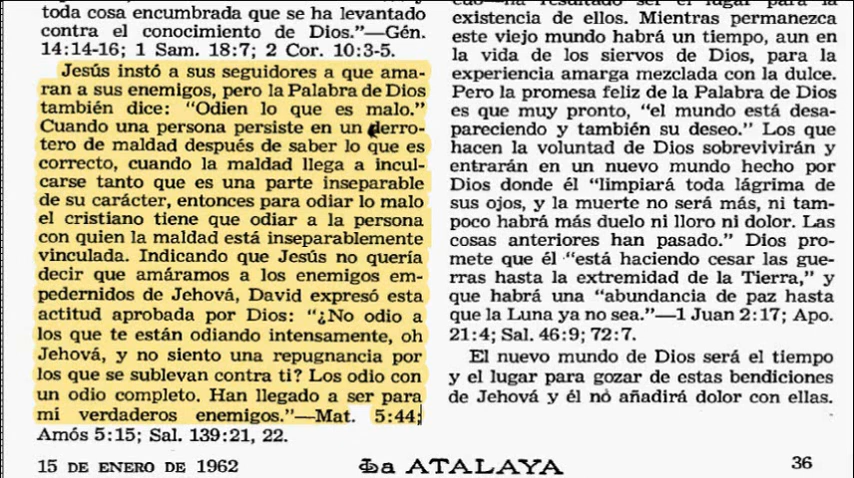 toda cosa encumbrada que se ha levantado
contra el conocimiento de Dios."—Gén.
14:14-16; 1 Sam. 18:7; 2 Cor. 10:3-5.
Jesús instó a sus seguidores a que ama-
ran a sus enemigos, pero la Palabra de Dios
también dice: "Odien lo que es malo."
Cuando una persona persiste en un derro-
tero de maldad después de saber lo que es
correcto, cuando la maldad llega a incul-
carse tanto que es una parte inseparable
de su carácter, entonces para odiar lo malo
el cristiano tiene que odiar a la persona
con quien la maldad está inseparablemente
vinculada. Indicando que Jesús no quería
decir que amáramos a los enemigos em-
pedernidos de Jehová, David expresó esta
actitud aprobada por Dios: "¿No odio a
los que te están odiando intensamente, oh
Jehová, y no siento una repugnancia por
los que se sublevan contra ti? Los odio con
un odio completo. Han llegado a ser para
mí verdaderos enemigos."—Mat. 5:44;
Amós 5:15; Sal. 139:21, 22.
existencia de ellos. Mientras permanezca
este viejo mundo habrá un tiempo, aun en
la vida de los siervos de Dios, para la
experiencia amarga mezclada con la dulce.
Pero la promesa feliz de la Palabra de Dios
es que muy pronto, "el mundo está desa-
pareciendo y también su deseo." Los que
hacen la voluntad de Dios sobrevivirán y
entrarán en un nuevo mundo hecho por
Dios donde él "limpiará toda lágrima de
sus ojos, y la muerte no será más, ni tam-
poco habrá más duelo ni lloro ni dolor. Las
cosas anteriores han pasado." Dios pro-
mete que él "está haciendo cesar las gue-
rras hasta la extremidad de la Tierra," y
que habrá una "abundancia de paz hasta
que la Luna ya no sea."—1 Juan 2:17; Apo.
21:4; Sal. 46:9; 72:7.
El nuevo mundo de Dios será el tiempo
y el lugar para gozar de estas bendiciones
de Jehová y él no añadirá dolor con ellas.
15 DE ENERO DE 1962
La ATALAYA
36